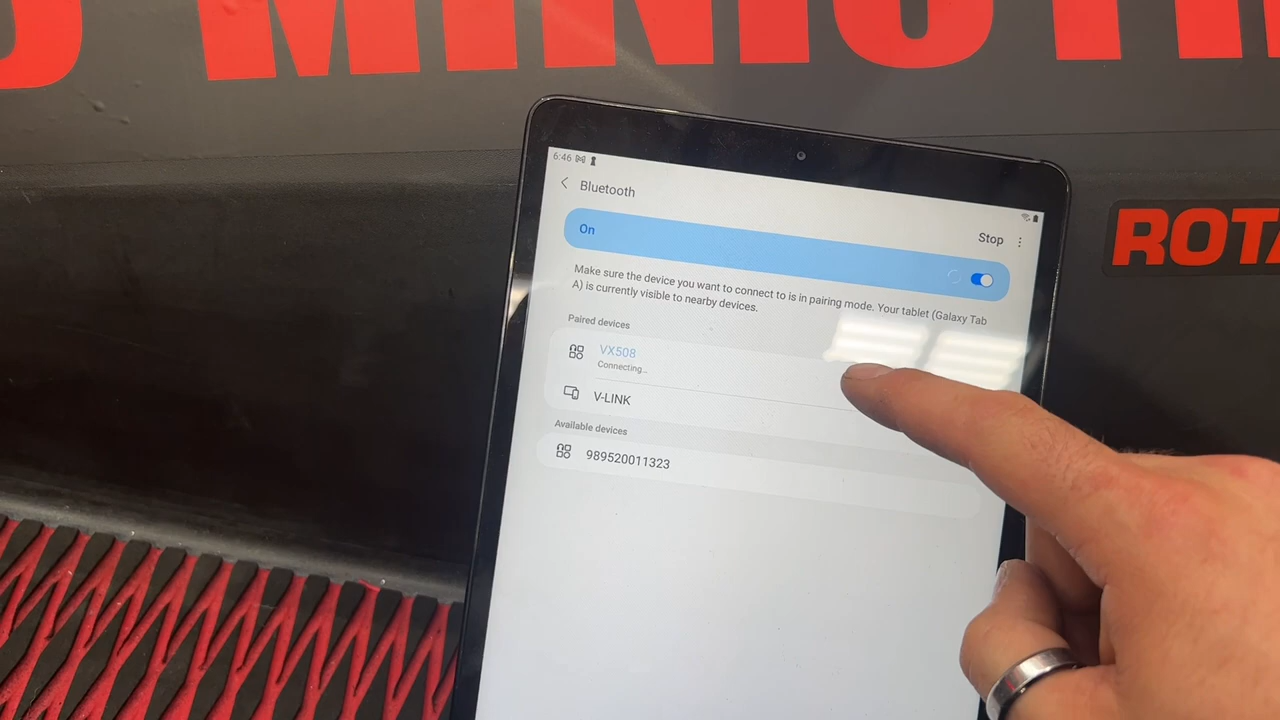 MINISTR
ROTA
6:46
Bluetooth
Stop
On
Make sure the device you want to connect to is in pairing mode. Your tablet (Galaxy Tab
A) is currently visible to nearby devices.
Paired devices
VX508
Connecting...
V-LINK
Available devices
989520011323